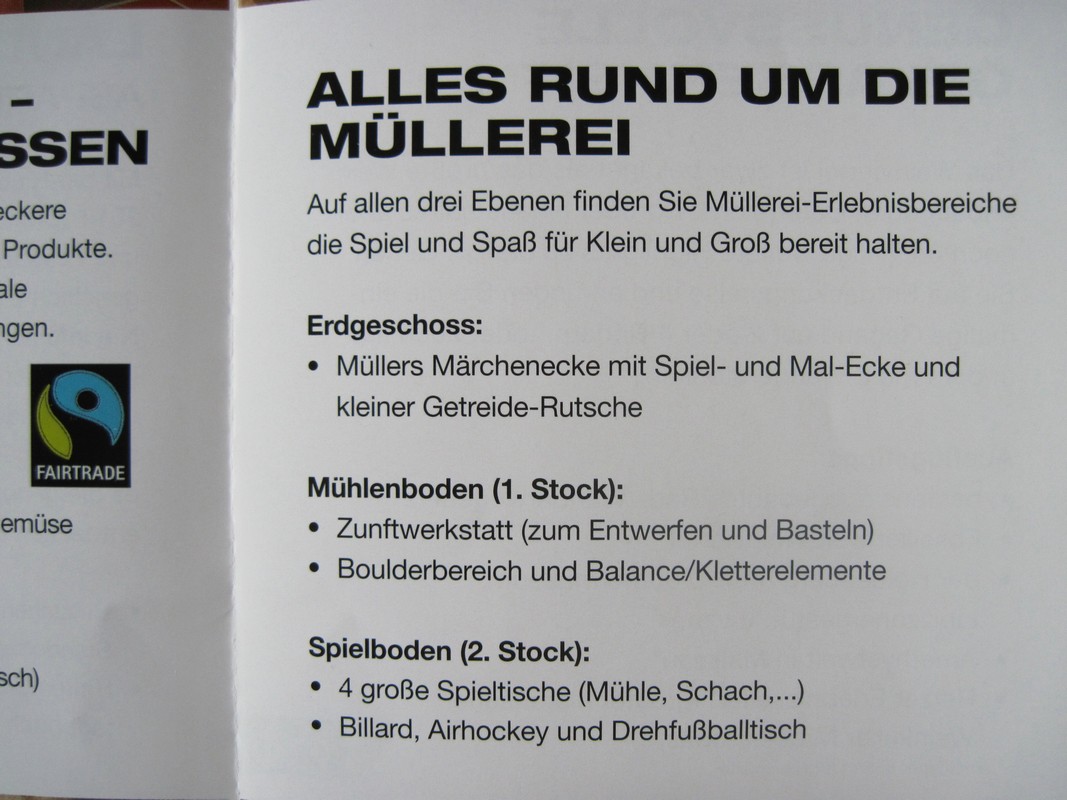 –
SSEN
eckere
Produkte.
ale
ngen.
FAIRTRADE
emüse
sch)
ALLES RUND UM DIE
MÜLLEREI
Auf allen drei Ebenen finden Sie Müllerei-Erlebnisbereiche
die Spiel und Spaß für Klein und Groß bereit halten.
Erdgeschoss:
• Müllers Märchenecke mit Spiel- und Mal-Ecke und
kleiner Getreide-Rutsche
Mühlenboden (1. Stock):
• Zunftwerkstatt (zum Entwerfen und Basteln)
• Boulderbereich und Balance/Kletterelemente
Spielboden (2. Stock):
• 4 große Spieltische (Mühle, Schach,...)
• Billard, Airhockey und Drehfußballtisch